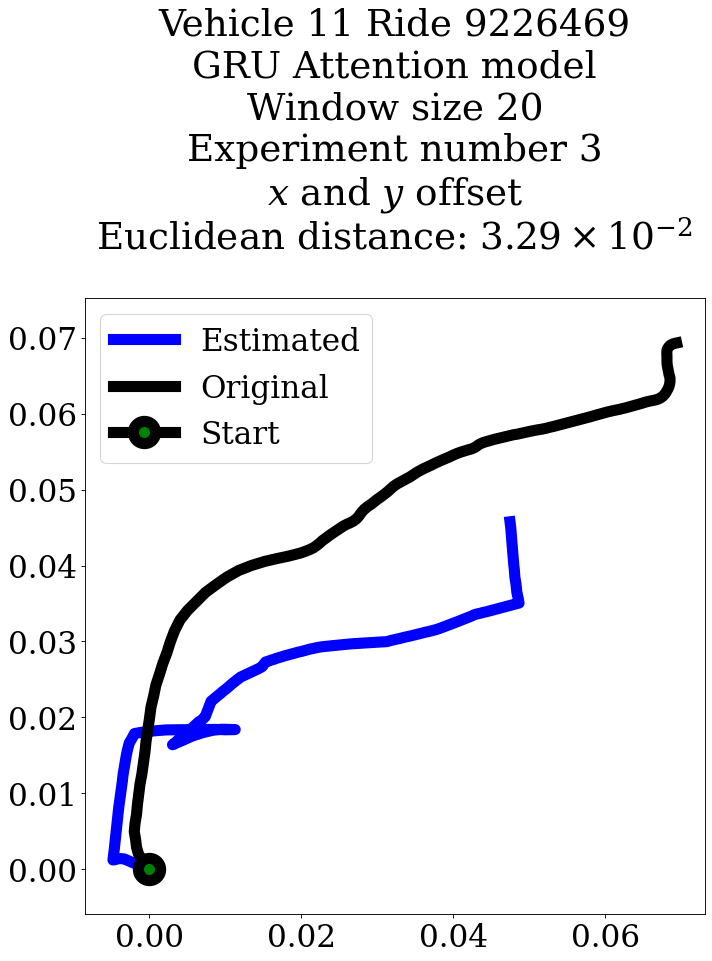 Vehicle 11 Ride 9226469
GRU Attention model
Window size 20
Experiment number 3
x and y offset
Euclidean distance: 3.29 × 10⁻²
Estimated
Original
Start
0.07
0.06
0.05
0.04
0.03
0.02
0.01
0.00
0.00 0.02 0.04 0.06